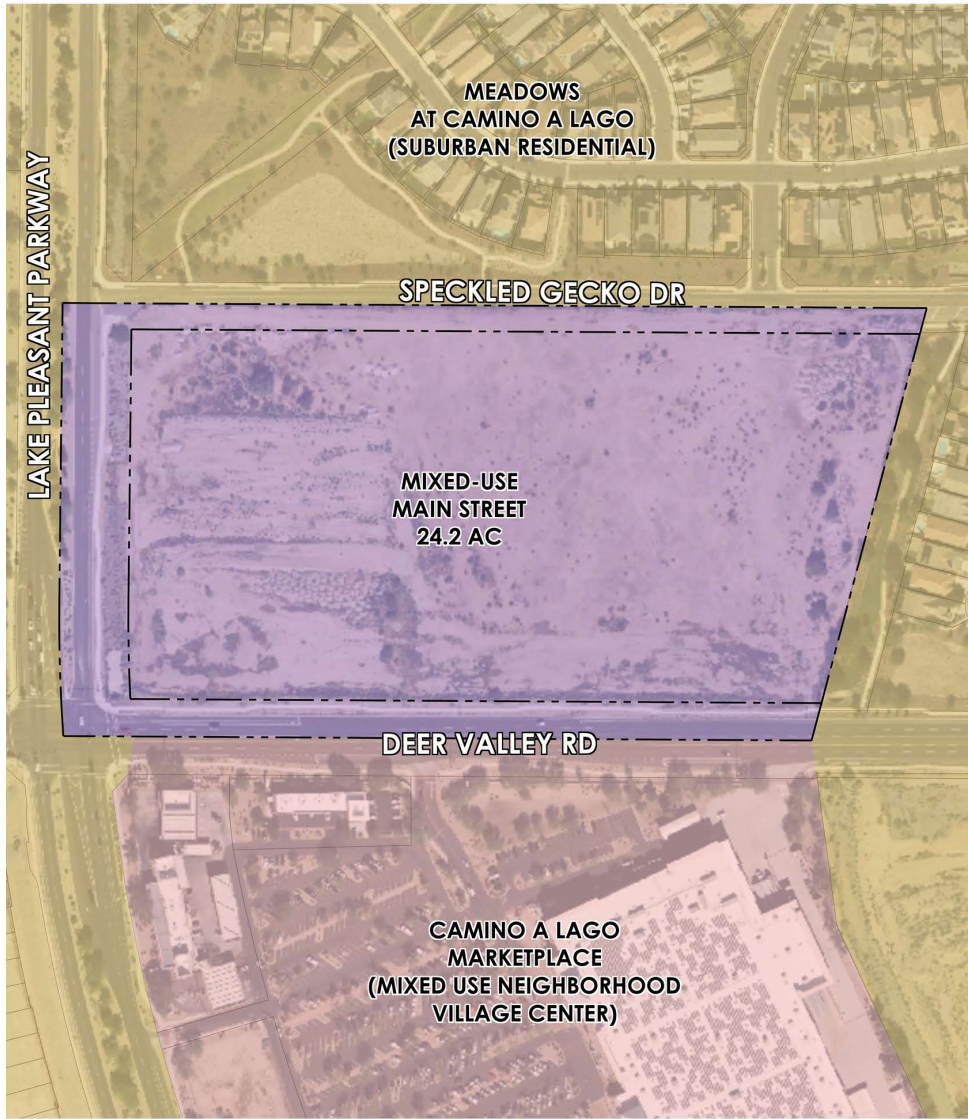 MEADOWS
AT CAMINO A LAGO
(SUBURBAN RESIDENTIAL)
LAKE PLEASANT PARKWAY
SPECKLED GECKO DR
MIXED-USE
MAIN STREET
24.2 AC
DEER VALLEY RD
CAMINO A LAGO
MARKETPLACE
(MIXED USE NEIGHBORHOOD
VILLAGE CENTER)